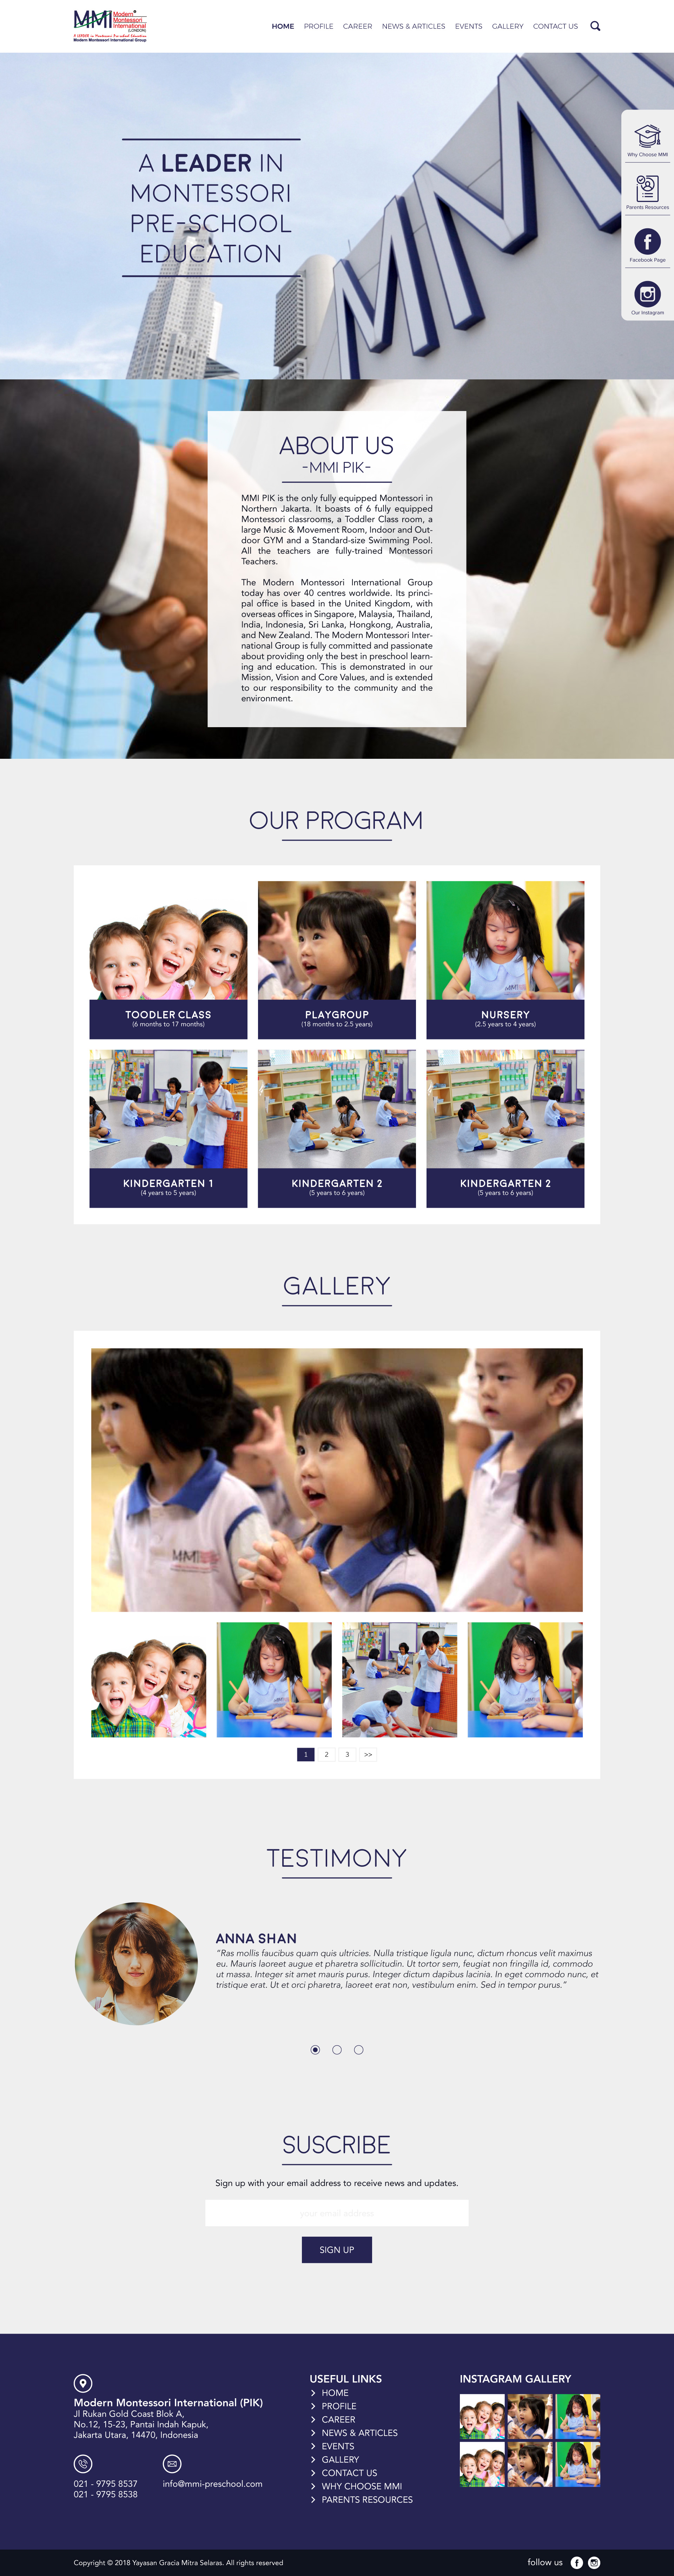 MMI Modern Montessori International (LONDON)
A LEADER in Montessori Pre-school Education
Modern Montessori International Group
HOME PROFILE CAREER NEWS & ARTICLES EVENTS GALLERY CONTACT US
A LEADER IN
MONTESSORI
PRE-SCHOOL
EDUCATION
Why Choose MMI
Parents Resources
Facebook Page
Our Instagram
ABOUT US
-MMI PIK-
MMI PIK is the only fully equipped Montessori in
Northern Jakarta. It boasts of 6 fully equipped
Montessori classrooms, a Toddler Class room, a
large Music & Movement Room, Indoor and Out-
door GYM and a Standard-size Swimming Pool.
All the teachers are fully-trained Montessori
Teachers.
The Modern Montessori International Group
today has over 40 centres worldwide. Its princi-
pal office is based in the United Kingdom, with
overseas offices in Singapore, Malaysia, Thailand,
India, Indonesia, Sri Lanka, Hongkong, Australia,
and New Zealand. The Modern Montessori Inter-
national Group is fully committed and passionate
about providing only the best in preschool learn-
ing and education. This is demonstrated in our
Mission, Vision and Core Values, and is extended
to our responsibility to the community and the
environment.
OUR PROGRAM
TOODLER CLASS
(6 months to 17 months)
PLAYGROUP
(18 months to 2.5 years)
NURSERY
(2.5 years to 4 years)
KINDERGARTEN 1
(4 years to 5 years)
KINDERGARTEN 2
(5 years to 6 years)
KINDERGARTEN 2
(5 years to 6 years)
GALLERY
1 2 3 >>
TESTIMONY
ANNA SHAN
"Ras mollis faucibus quam quis ultricies. Nulla tristique ligula nunc, dictum rhoncus velit maximus
eu. Mauris laoreet augue et pharetra sollicitudin. Ut tortor sem, feugiat non fringilla id, commodo
ut massa. Integer sit amet mauris purus. Integer dictum dapibus lacinia. In eget commodo nunc, et
tristique erat. Ut et orci pharetra, laoreet erat non, vestibulum enim. Sed in tempor purus."
SUSCRIBE
Sign up with your email address to receive news and updates.
your email address
SIGN UP
Modern Montessori International (PIK)
Jl Rukan Gold Coast Blok A,
No.12, 15-23, Pantai Indah Kapuk,
Jakarta Utara, 14470, Indonesia
021 - 9795 8537
021 - 9795 8538
info@mmi-preschool.com
USEFUL LINKS
HOME
PROFILE
CAREER
NEWS & ARTICLES
EVENTS
GALLERY
CONTACT US
WHY CHOOSE MMI
PARENTS RESOURCES
INSTAGRAM GALLERY
Copyright © 2018 Yayasan Gracia Mitra Selaras. All rights reserved
follow us